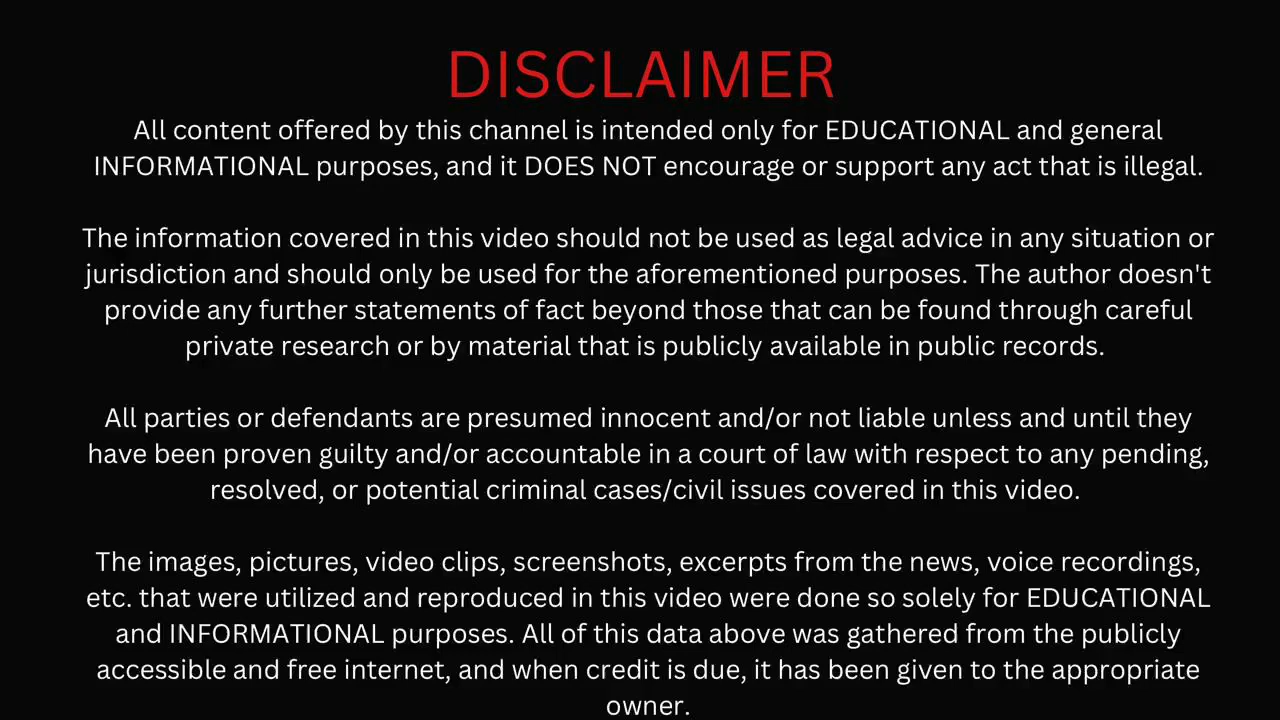 DISCLAIMER
All content offered by this channel is intended only for EDUCATIONAL and general
INFORMATIONAL purposes, and it DOES NOT encourage or support any act that is illegal.
The information covered in this video should not be used as legal advice in any situation or
jurisdiction and should only be used for the aforementioned purposes. The author doesn't
provide any further statements of fact beyond those that can be found through careful
private research or by material that is publicly available in public records.
All parties or defendants are presumed innocent and/or not liable unless and until they
have been proven guilty and/or accountable in a court of law with respect to any pending,
resolved, or potential criminal cases/civil issues covered in this video.
The images, pictures, video clips, screenshots, excerpts from the news, voice recordings,
etc. that were utilized and reproduced in this video were done so solely for EDUCATIONAL
and INFORMATIONAL purposes. All of this data above was gathered from the publicly
accessible and free internet, and when credit is due, it has been given to the appropriate
owner.